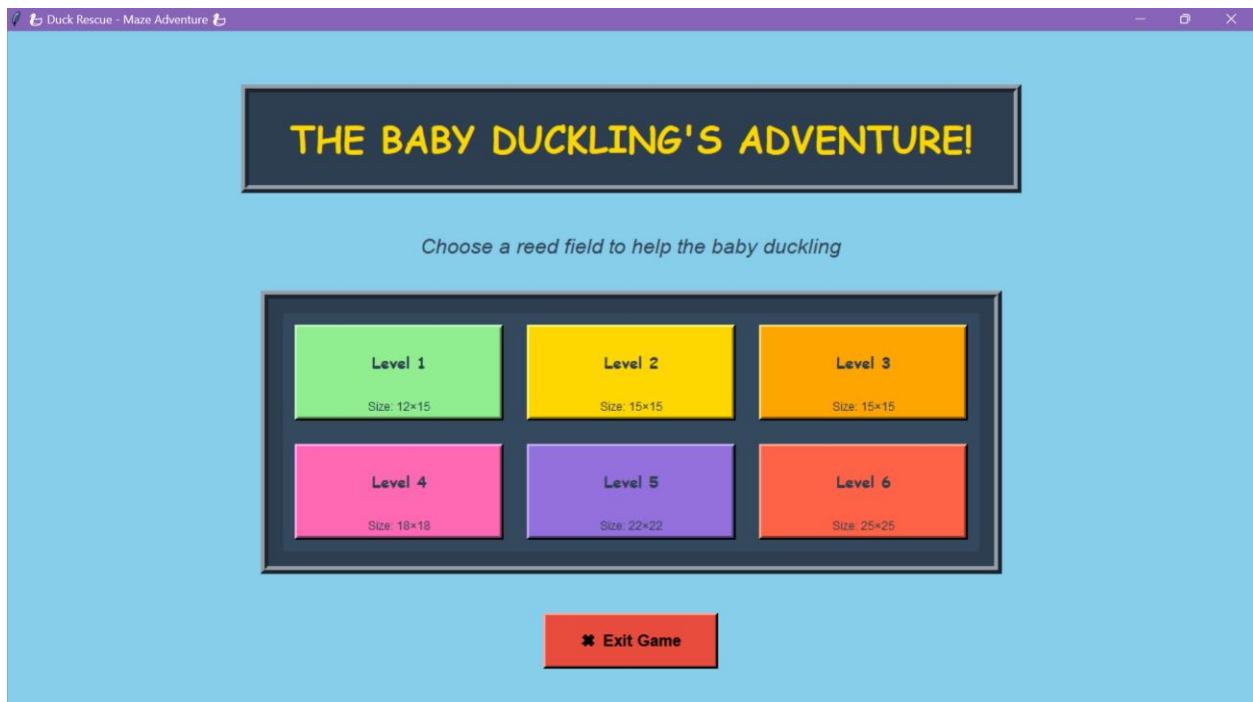 Duck Rescue - Maze Adventure
THE BABY DUCKLING'S ADVENTURE!
Choose a reed field to help the baby duckling
Level 1
Size: 12×15
Level 2
Size: 15×15
Level 3
Size: 15×15
Level 4
Size: 18×18
Level 5
Size: 22×22
Level 6
Size: 25×25
✖ Exit Game